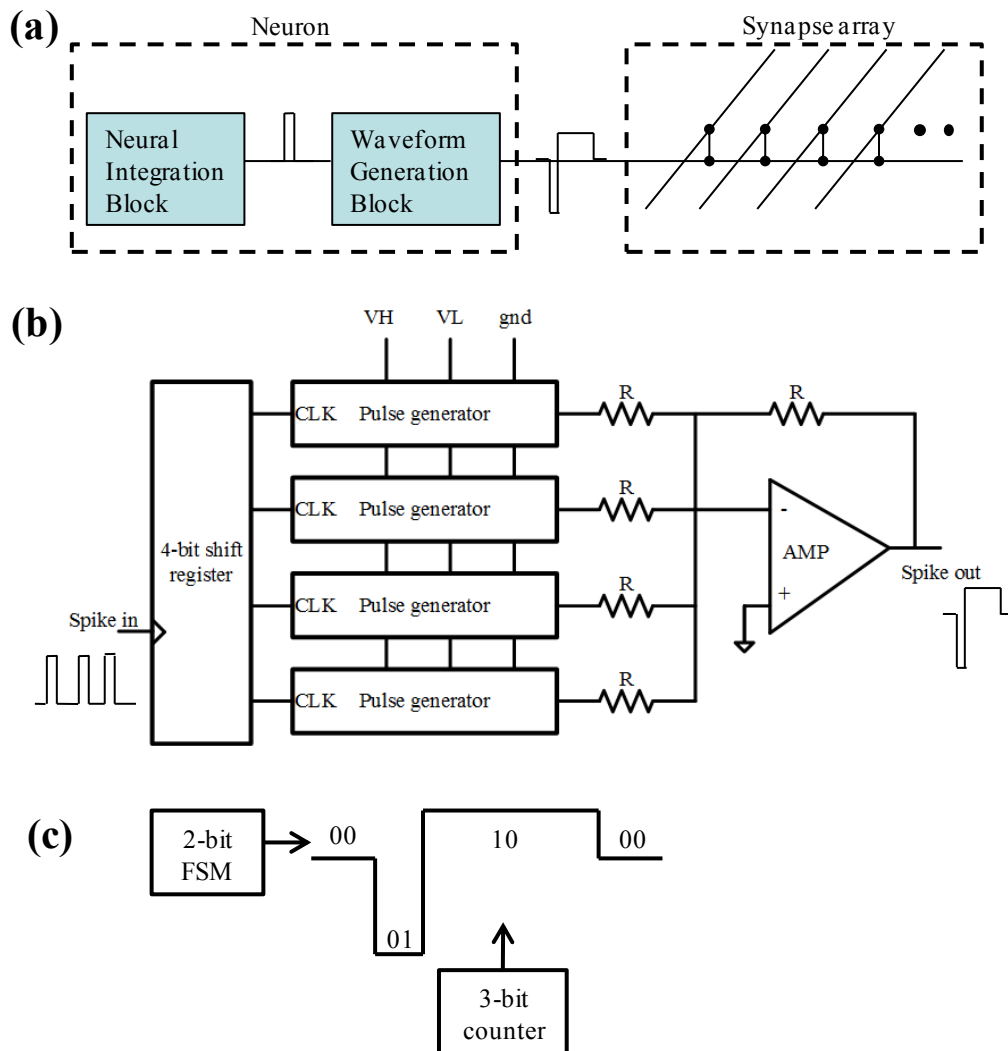 (a)
Neuron
Synapse array
Neural
Integration
Block
Waveform
Generation
Block
(b)
VH VL gnd
4-bit shift
register
Spike in
CLK Pulse generator
CLK Pulse generator
CLK Pulse generator
CLK Pulse generator
R
R
R
R
R
-
AMP
+
Spike out
(c)
2-bit
FSM
00
01
10
00
3-bit
counter